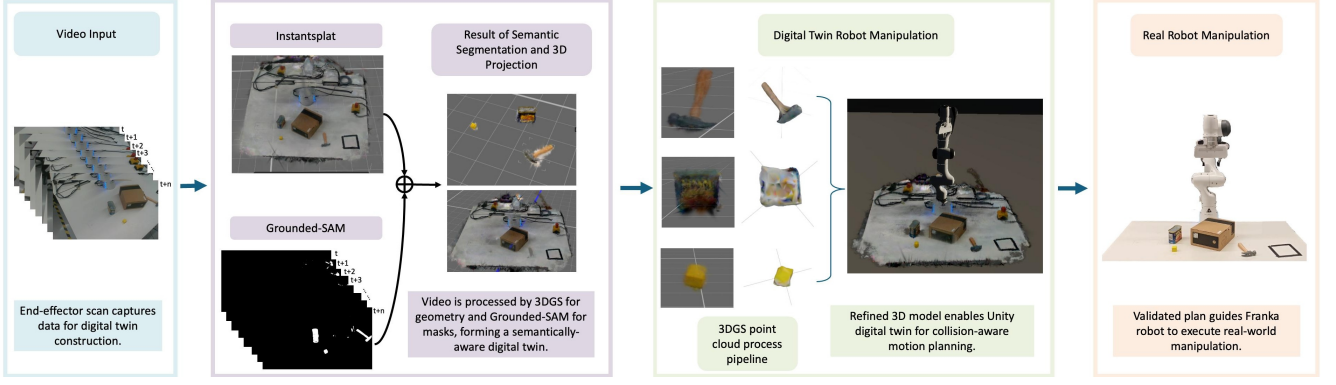 Video Input
t
t+1
t+2
t+3
t+n
End-effector scan captures
data for digital twin
construction.
Instantsplat
Grounded-SAM
t
t+1
t+2
t+3
t+n
Result of Semantic
Segmentation and 3D
Projection
Video is processed by 3DGS for
geometry and Grounded-SAM for
masks, forming a semantically-
aware digital twin.
Digital Twin Robot Manipulation
3DGS point
cloud process
pipeline
Refined 3D model enables Unity
digital twin for collision-aware
motion planning.
Real Robot Manipulation
Validated plan guides Franka
robot to execute real-world
manipulation.